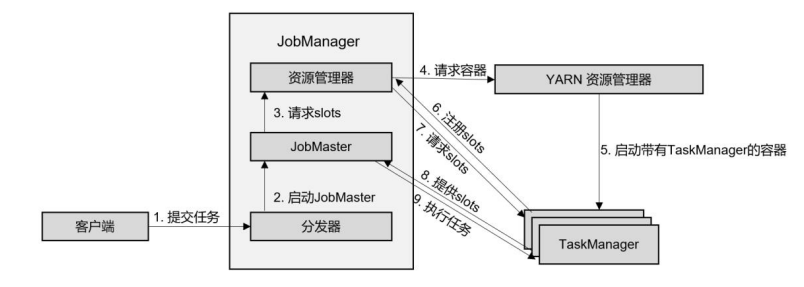 JobManager
资源管理器
4. 请求容器
YARN 资源管理器
3. 请求slots
6. 注册slots
7. 请求slots
JobMaster
5. 启动带有TaskManager的容器
8. 提供slots
9. 执行任务
2. 启动JobMaster
1. 提交任务
客户端
分发器
TaskManager